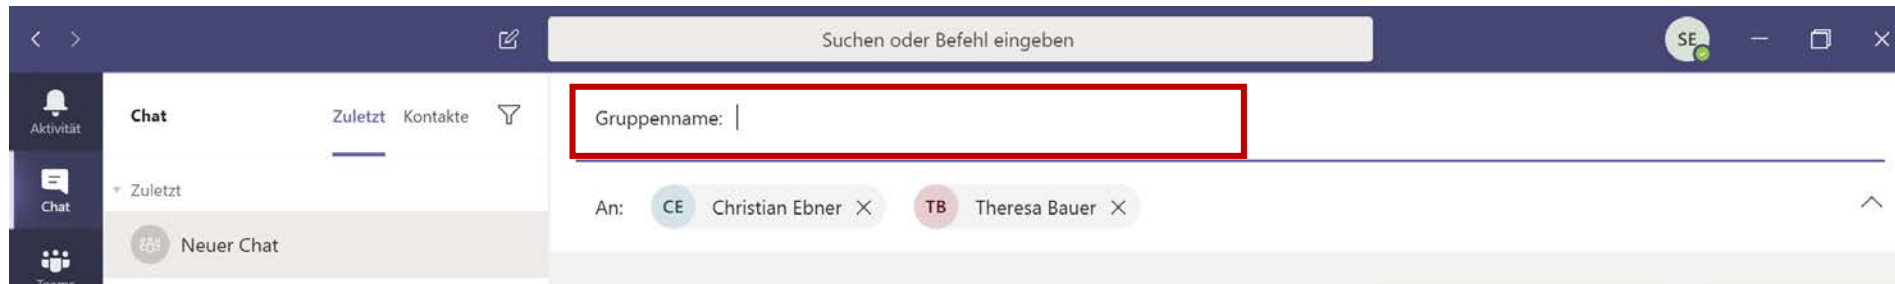 Suchen oder Befehl eingeben
SE
Aktivität
Chat
Zuletzt
Kontakte
Gruppenname:
Chat
Zuletzt
An:
CE
Christian Ebner
TB
Theresa Bauer
Neuer Chat
Teams